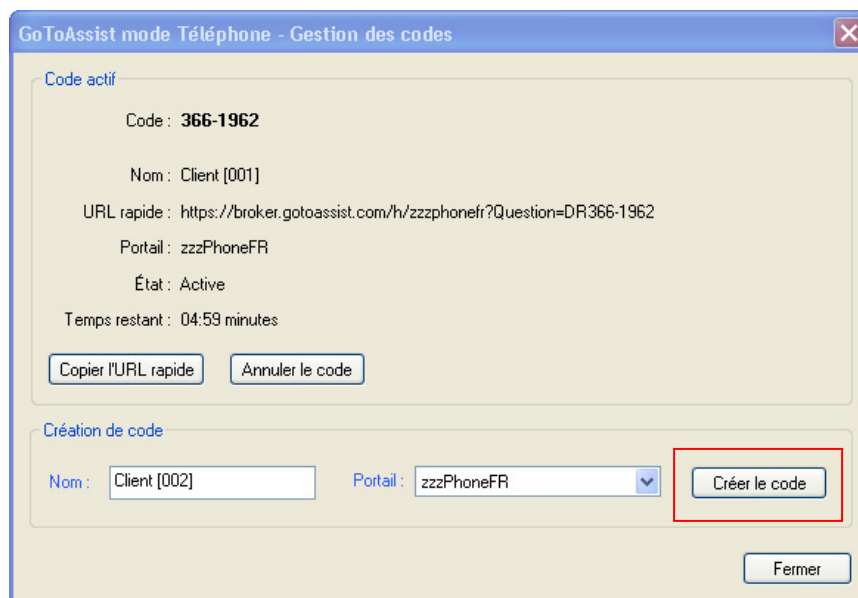 GoToAssist mode Téléphone - Gestion des codes
Code actif
Code : 366-1962
Nom : Client [001]
URL rapide : https://broker.gotoassist.com/h/zzzphonefr?Question=DR366-1962
Portail : zzzPhoneFR
État : Active
Temps restant : 04:59 minutes
Copier l'URL rapide Annuler le code
Création de code
Nom : Client [002] Portail : zzzPhoneFR Créer le code
Fermer